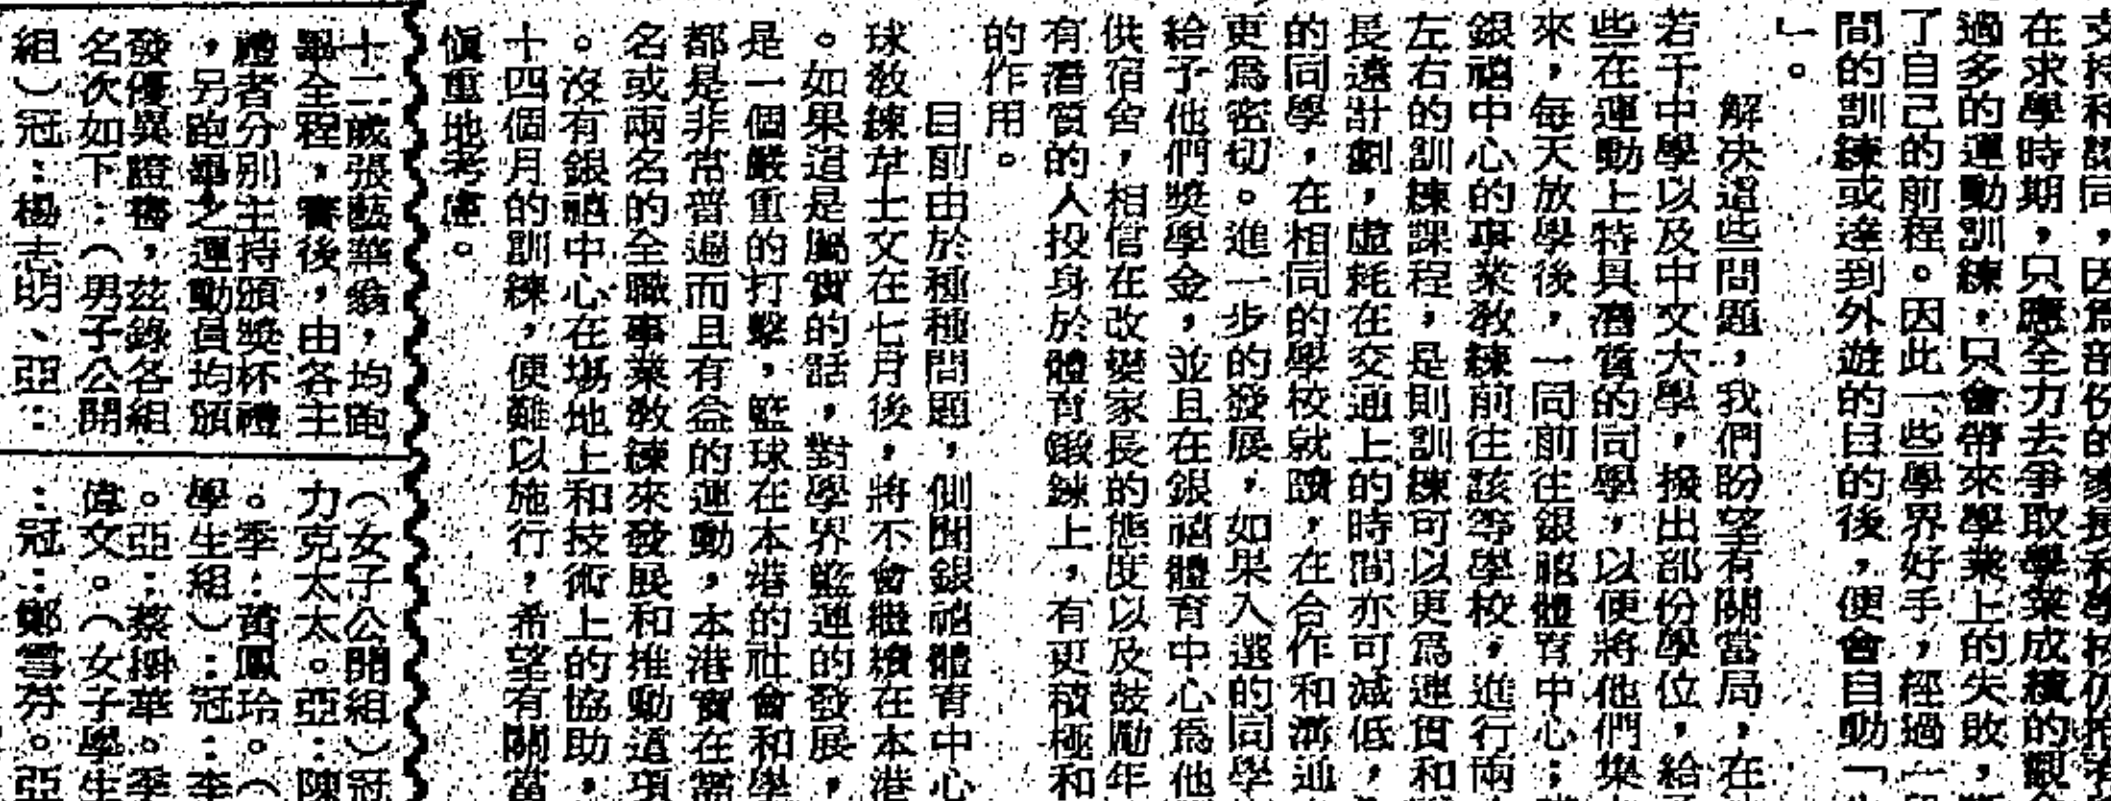 支持和認同，因爲部份的家長和學校仍抱着
在求學時期，只應全力去爭取學業成績的觀
過多的運動訓練，只會帶來學業上的失敗，
了自己的前程。因此一些學界好手，經過一
間的訓練或達到外遊的目的後，便會自動「
」。
解決這些問題，我們盼望有關當局，在
若干中學以及中文大學，撥出部份學位，給
些在運動上特具潛質的同學，以便將他們集
來，每天放學後，一同前往銀禧體育中心；
銀禧中心的專業教練前往該等學校，進行兩
左右的訓練課程，是則訓練可以更爲連貫和
長遠計劃，虛耗在交通上的時間亦可減低，
的同學，在相同的學校就讀，在合作和溝通
更爲密切。進一步的發展，如果入選的同學
給予他們獎學金，並且在銀禧體育中心爲他
供宿舍，相信在改變家長的態度以及鼓勵年
有潛質的人投身於體育鍛鍊上，有更積極和
的作用。
目前由於種種問題，側聞銀禧體育中心
球教練韋士文在七月後，將不會繼續在本港
。如果這是屬實的話，對學界籃運的發展，
是一個嚴重的打擊，籃球在本港的社會和學
都是非常普遍而且有益的運動，本港實在需
名或兩名的全職專業教練來發展和推動這項
。沒有銀禧中心在塲地上和技術上的協助，
十四個月的訓練，便難以施行，希望有關當
愼重地考慮。
十二歲張藝華翁，均跑
畢全程，賽後，由各主
禮者分別主持頒獎杯禮
，另跑畢之運動員均頒
發優異證書，茲錄各組
名次如下：（男子公開
組）冠：楊志明、亞：
（女子公開組）冠
力克太太。亞：陳
。季：黃鳳玲。（
學生組）：冠：李
。亞：蔡 華。季
偉文。（女子學生
：冠：鄭雪芬。亞